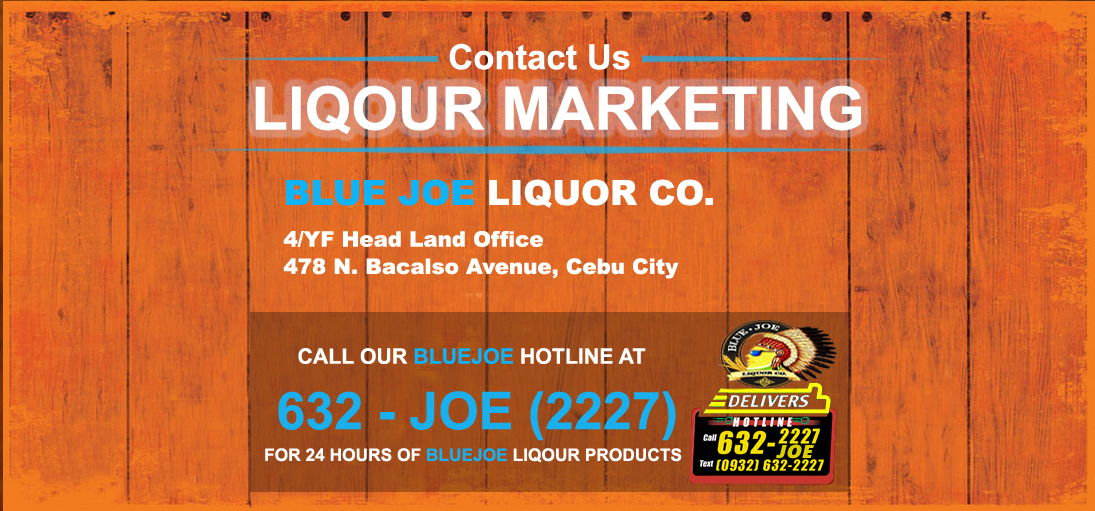 Contact Us
LIQOUR MARKETING
BLUE JOE LIQUOR CO.
4/YF Head Land Office
478 N. Bacalso Avenue, Cebu City
CALL OUR BLUEJOE HOTLINE AT
632 - JOE (2227)
FOR 24 HOURS OF BLUEJOE LIQOUR PRODUCTS
BLUE • JOE
LIQUOR CO.
DELIVERS
HOTLINE
Call 632-2227
JOE
Text (0932) 632-2227